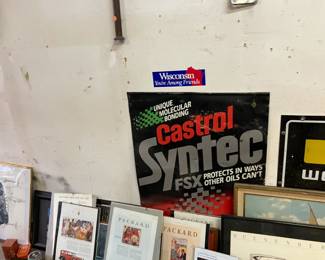 Wisconsin
You're Among Friends
UNIQUE
MOLECULAR
BONDING
Castrol
Syntec
FSX PROTECTS IN WAYS
OTHER OILS CAN'T
PACKARD
PACKARD